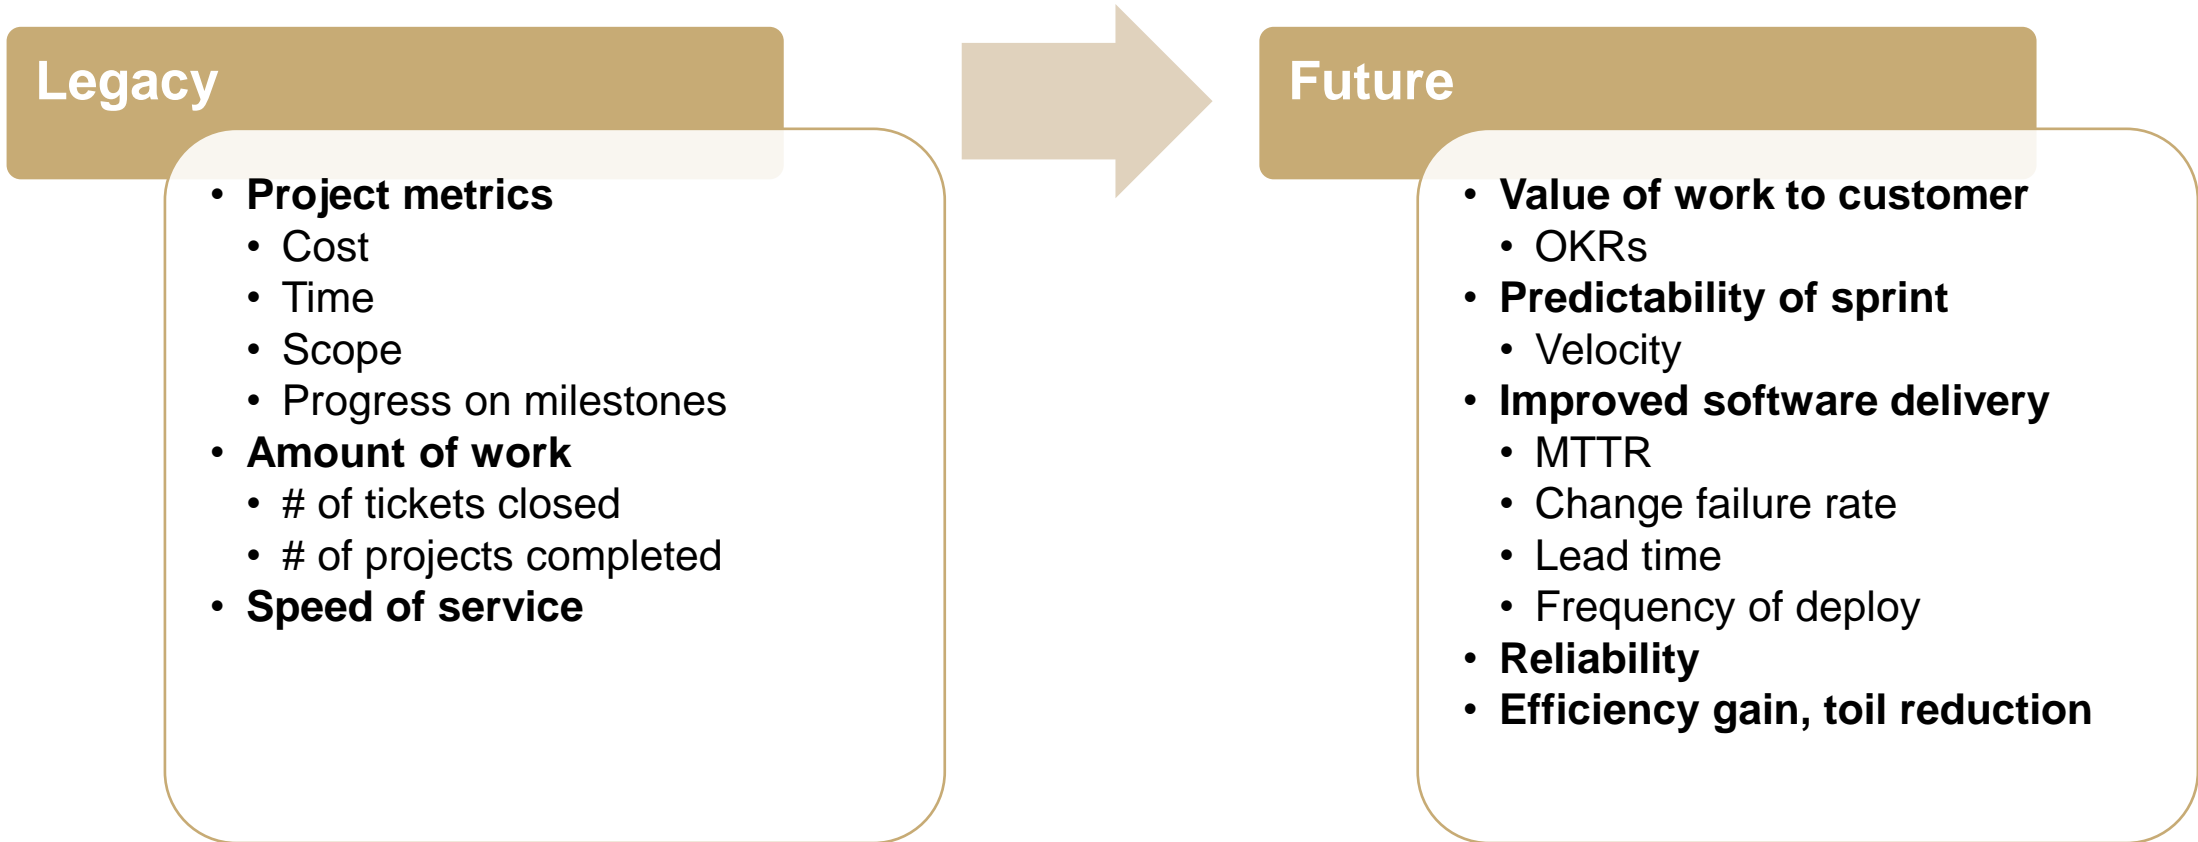 Legacy
• Project metrics
• Cost
• Time
• Scope
• Progress on milestones
• Amount of work
• # of tickets closed
• # of projects completed
• Speed of service
Future
• Value of work to customer
• OKRs
• Predictability of sprint
• Velocity
• Improved software delivery
• MTTR
• Change failure rate
• Lead time
• Frequency of deploy
• Reliability
• Efficiency gain, toil reduction